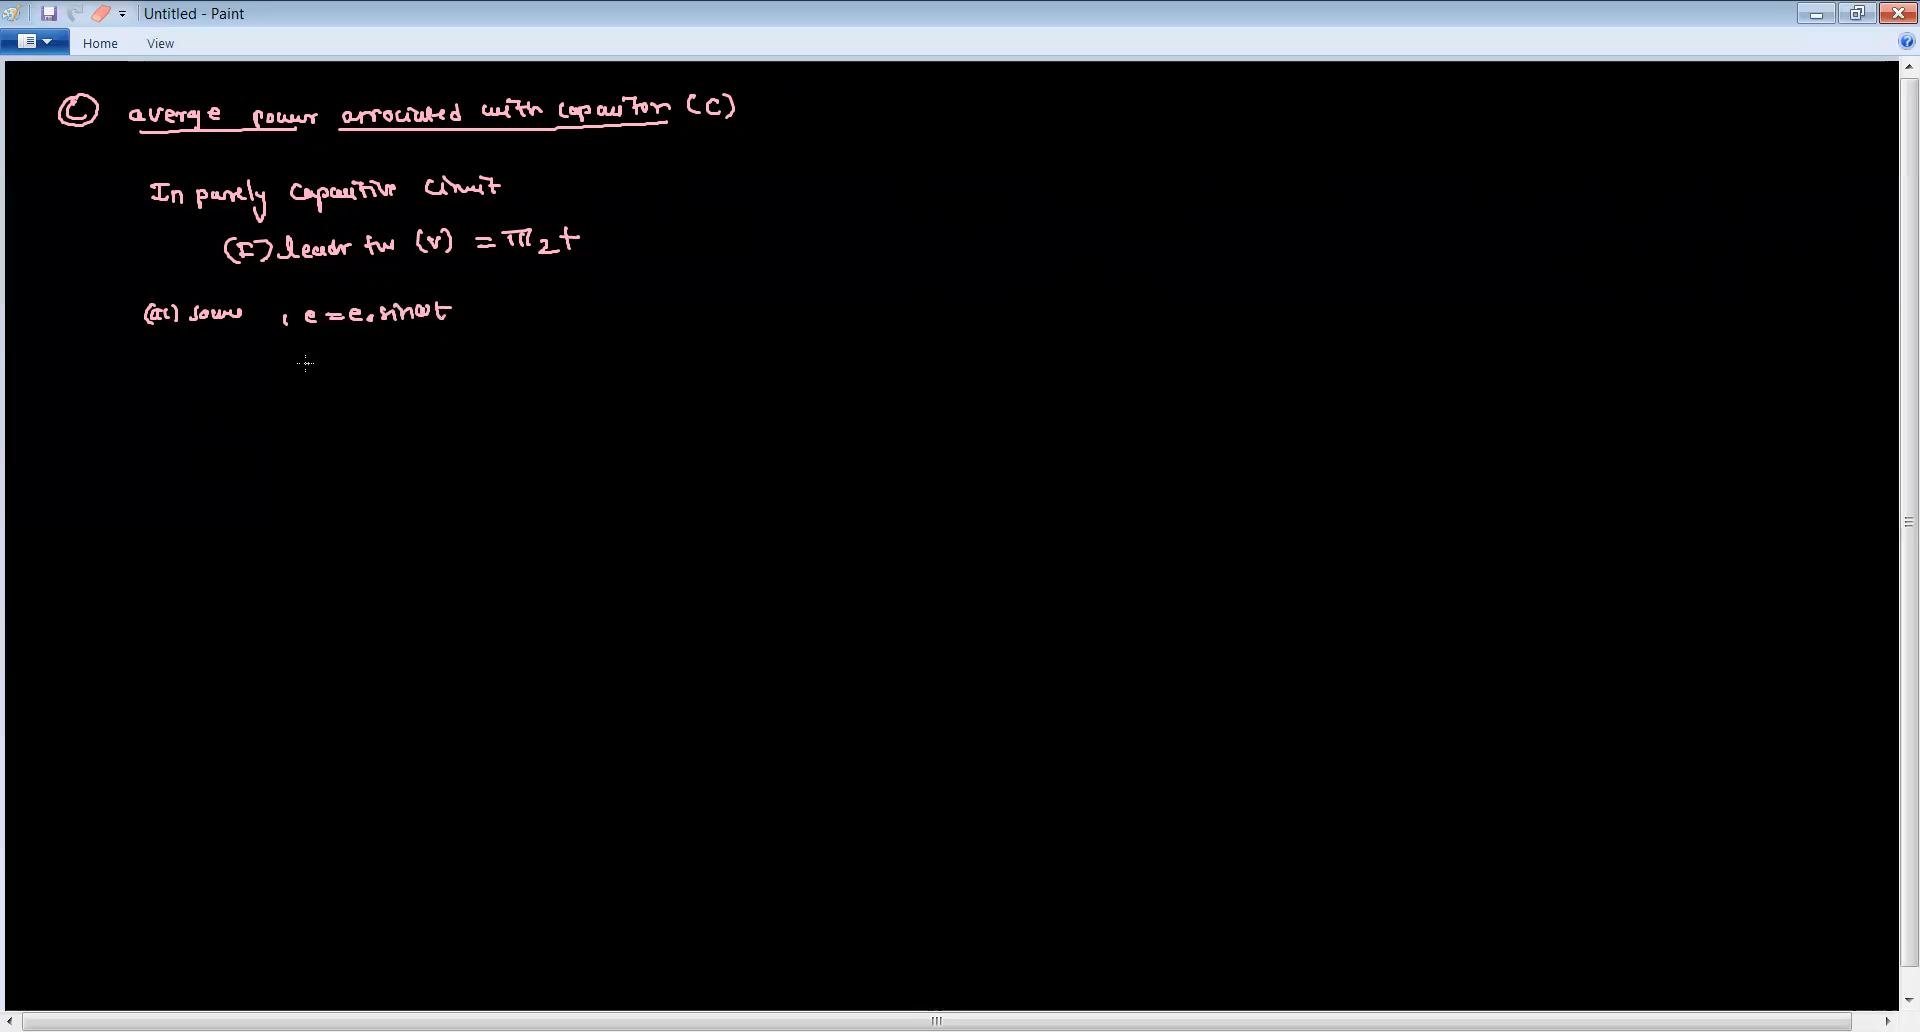 Untitled - Paint
Home View
C averge power associated with capacitor (C)
In purely capacitive circuit
(I) leads the (V) = π/2 t
(ac) source , e = e₀ sinωt